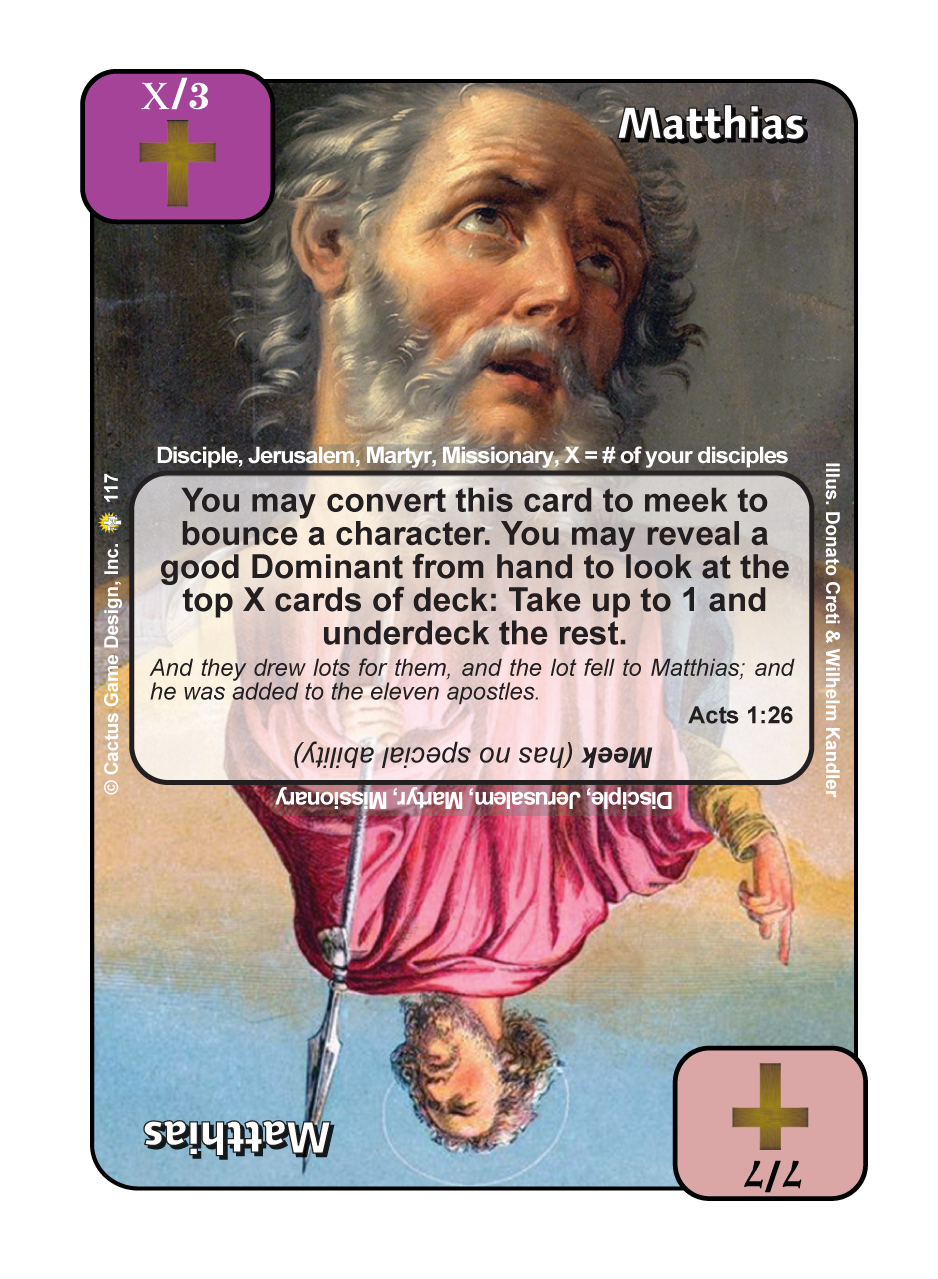 X/3
Matthias
Disciple, Jerusalem, Martyr, Missionary, X = # of your disciples
You may convert this card to meek to
bounce a character. You may reveal a
good Dominant from hand to look at the
top X cards of deck: Take up to 1 and
underdeck the rest.
And they drew lots for them, and the lot fell to Matthias; and
he was added to the eleven apostles.
Acts 1:26
Meek (has no special ability)
Disciple, Jerusalem, Martyr, Missionary
© Cactus Game Design, Inc. 117
Illus. Donato Creti & Wilhelm Kandler
Matthias
7/7